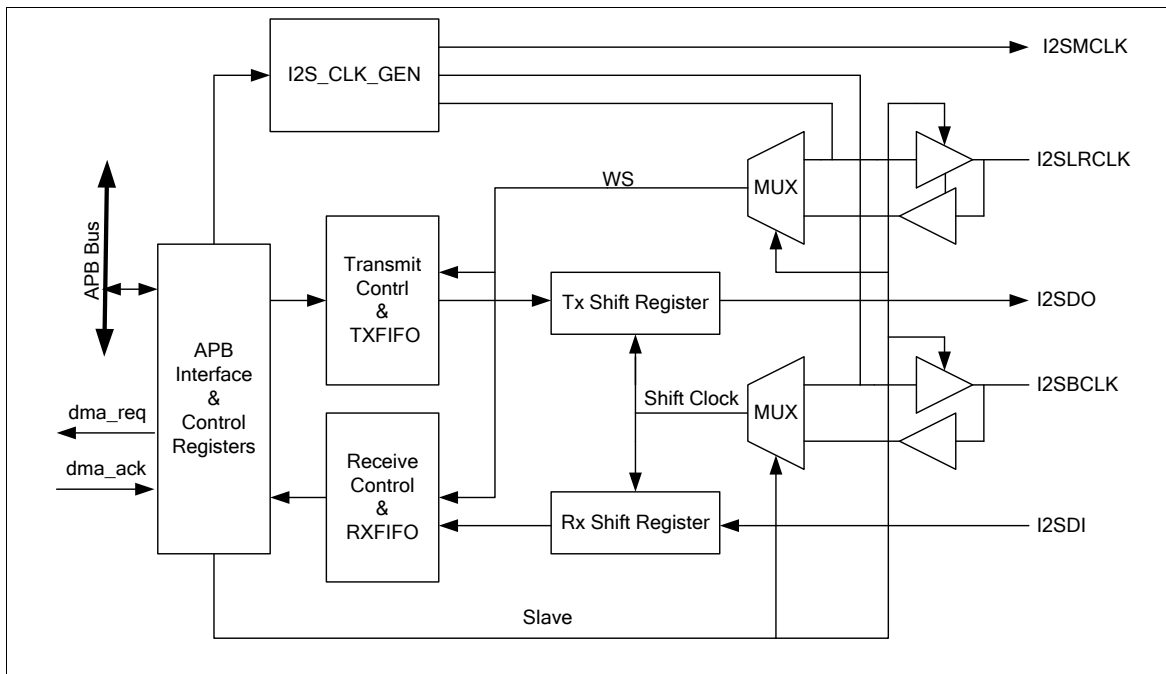 I2SMCLK
I2S_CLK_GEN
I2SLRCLK
MUX
WS
APB Bus
Transmit
Contrl
&
TXFIFO
Tx Shift Register
I2SDO
APB
Interface
&
Control
Registers
I2SBCLK
Shift Clock
MUX
dma_req
dma_ack
Receive
Control
&
RXFIFO
Rx Shift Register
I2SDI
Slave